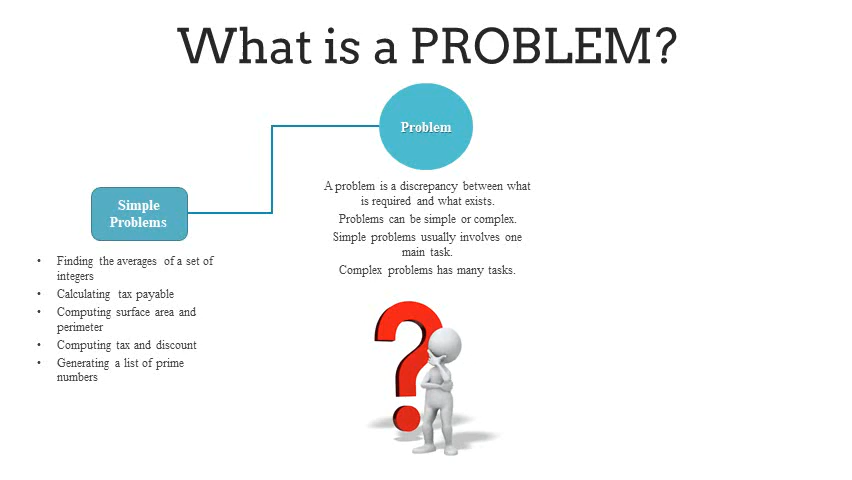 What is a PROBLEM?
Problem
A problem is a discrepancy between what
is required and what exists.
Problems can be simple or complex.
Simple problems usually involves one
main task.
Complex problems has many tasks.
Simple
Problems
• Finding the averages of a set of
integers
• Calculating tax payable
• Computing surface area and
perimeter
• Computing tax and discount
• Generating a list of prime
numbers